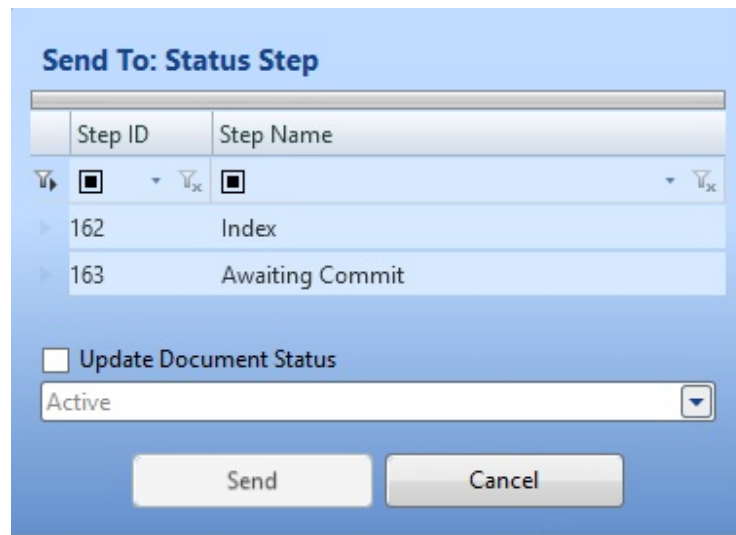 Send To: Status Step
Step ID Step Name
162 Index
163 Awaiting Commit
Update Document Status
Active
Send Cancel